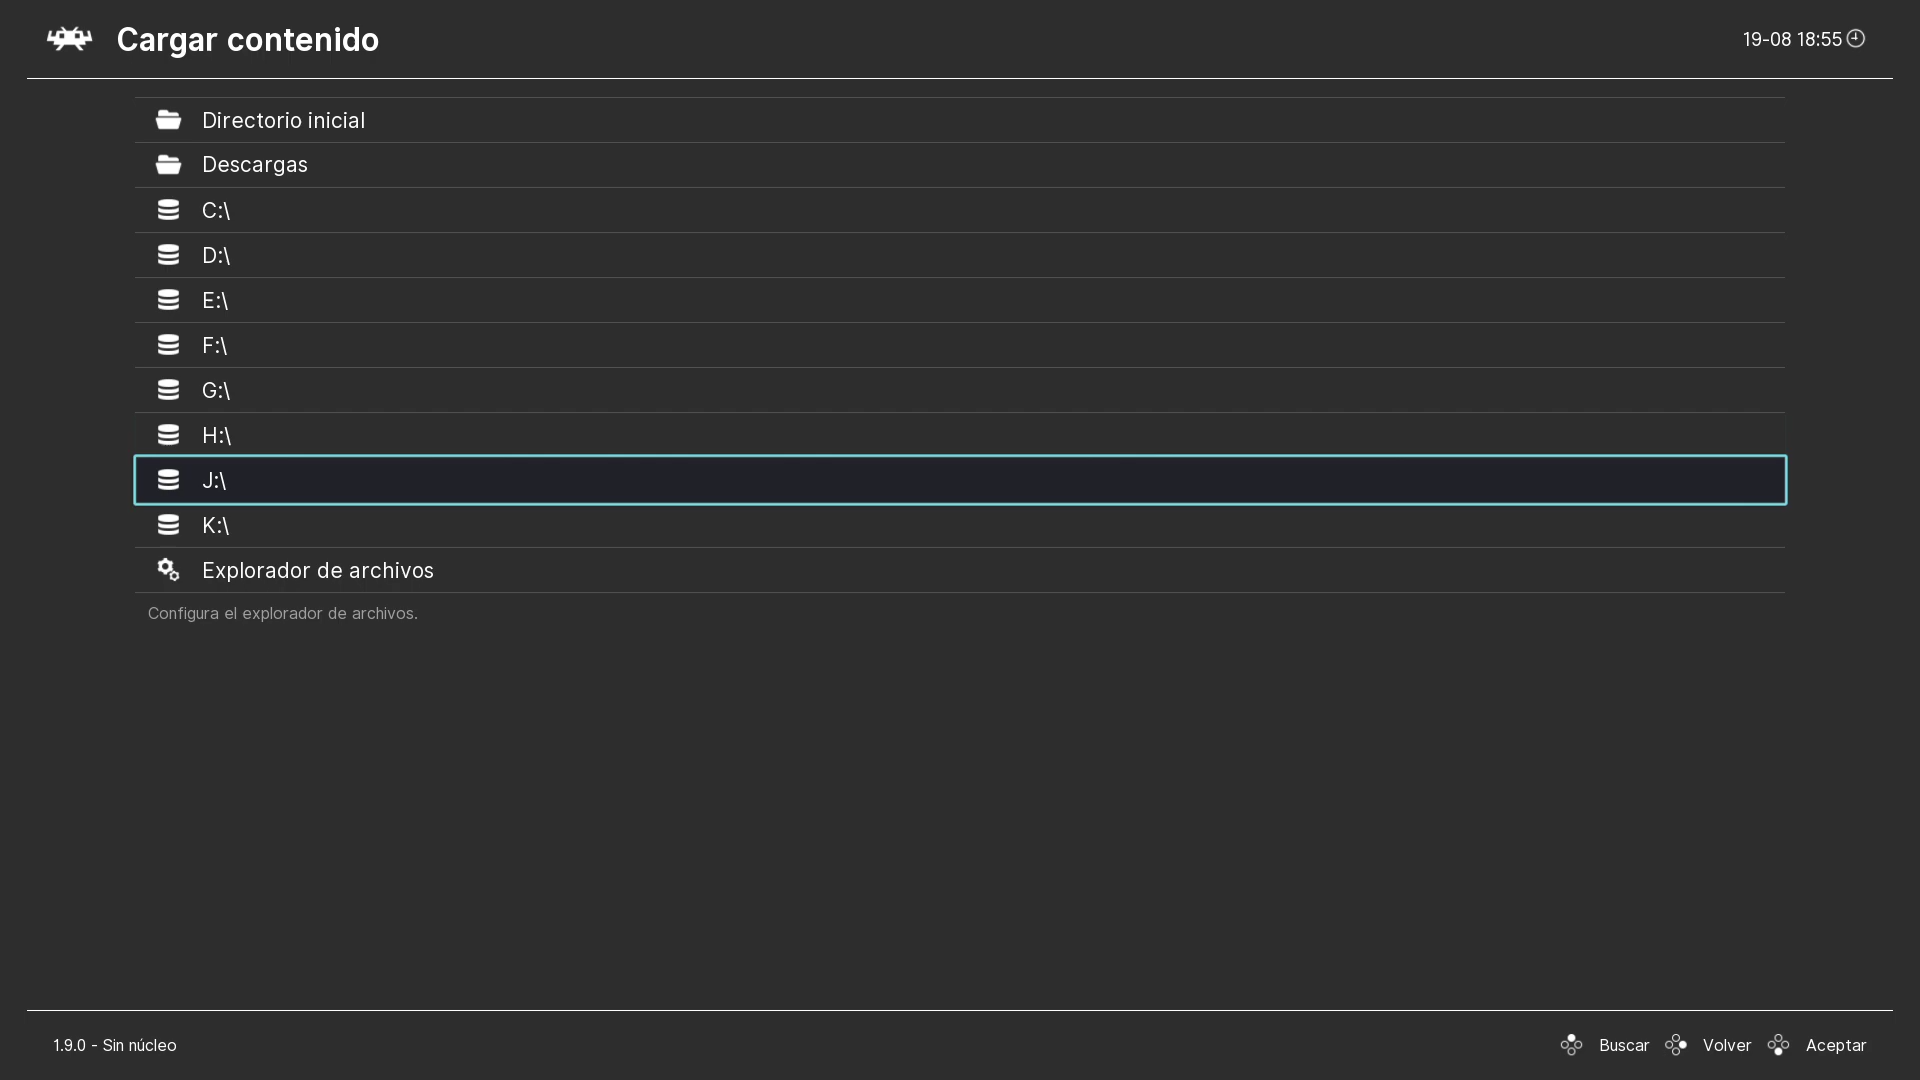 Cargar contenido
19-08 18:55
Directorio inicial
Descargas
C:\
D:\
E:\
F:\
G:\
H:\
J:\
K:\
Explorador de archivos
Configura el explorador de archivos.
1.9.0 - Sin núcleo
Buscar Volver Aceptar